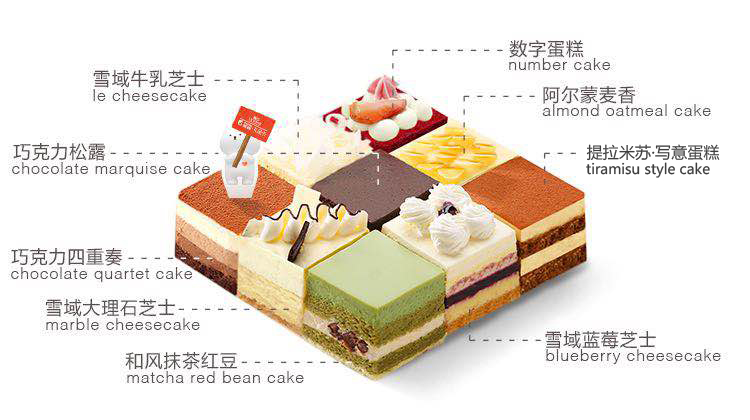 数字蛋糕
number cake
雪域牛乳芝士
le cheesecake
阿尔蒙麦香
almond oatmeal cake
巧克力松露
chocolate marquise cake
提拉米苏·写意蛋糕
tiramisu style cake
巧克力四重奏
chocolate quartet cake
雪域大理石芝士
marble cheesecake
雪域蓝莓芝士
blueberry cheesecake
和风抹茶红豆
matcha red bean cake